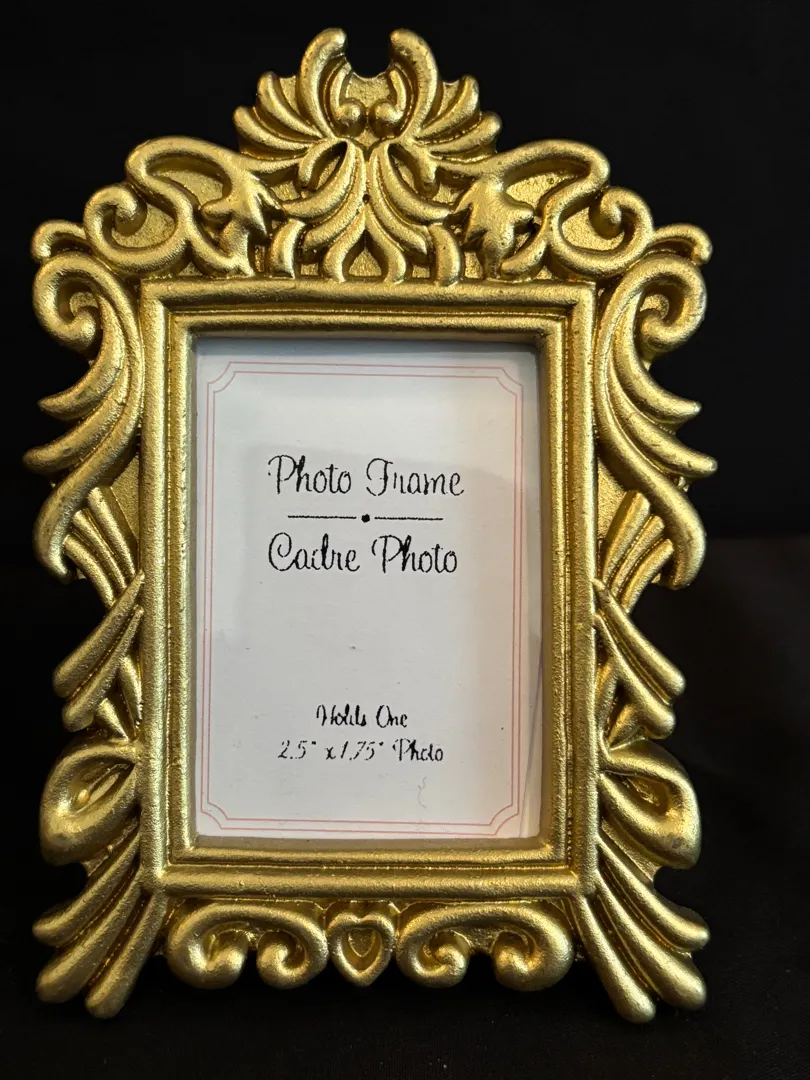 Photo Frame
Cadre Photo
Holds One
2.5" x 1.75" Photo